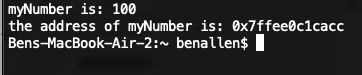 myNumber is: 100
the address of myNumber is: 0x7ffee0c1cacc
Bens-MacBook-Air-2:~ benallen$